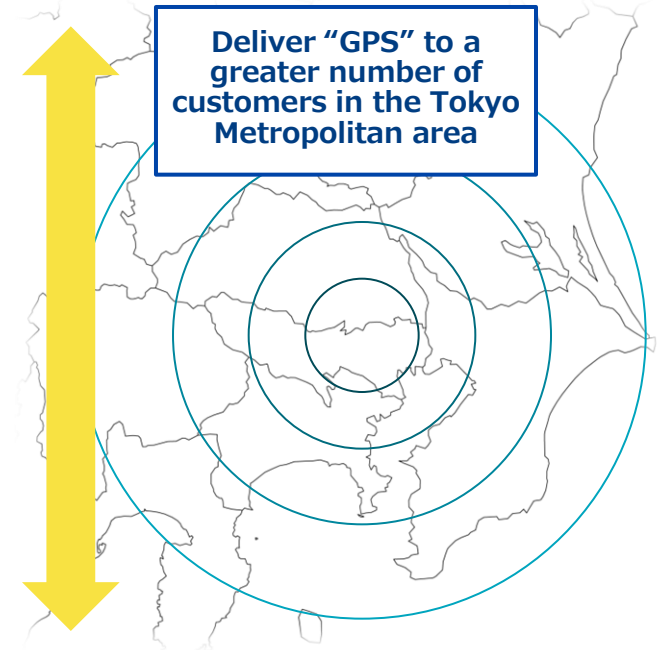 Deliver “GPS” to a
greater number of
customers in the Tokyo
Metropolitan area